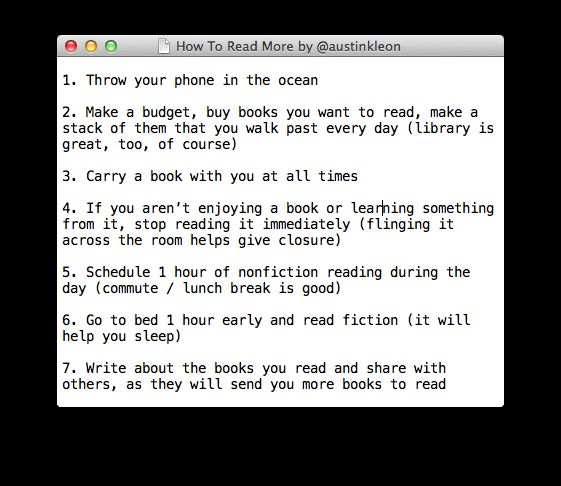 How To Read More by @austinkleon
1. Throw your phone in the ocean
2. Make a budget, buy books you want to read, make a
stack of them that you walk past every day (library is
great, too, of course)
3. Carry a book with you at all times
4. If you aren’t enjoying a book or learning something
from it, stop reading it immediately (flinging it
across the room helps give closure)
5. Schedule 1 hour of nonfiction reading during the
day (commute / lunch break is good)
6. Go to bed 1 hour early and read fiction (it will
help you sleep)
7. Write about the books you read and share with
others, as they will send you more books to read